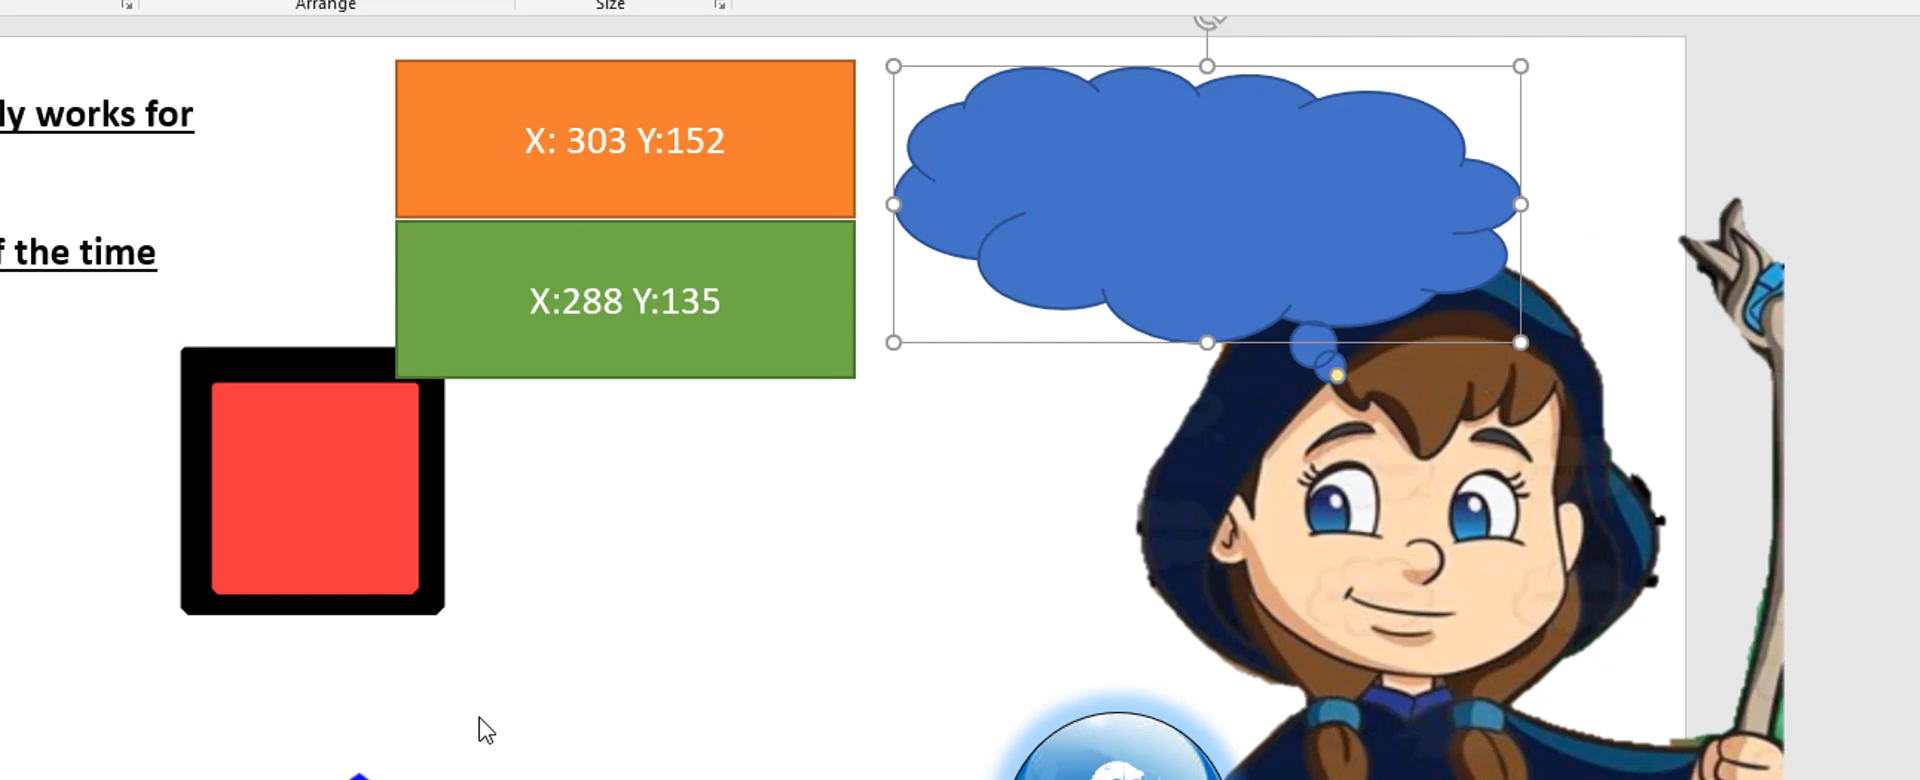 Arrange
Size
ly works for
X: 303 Y:152
f the time
X:288 Y:135